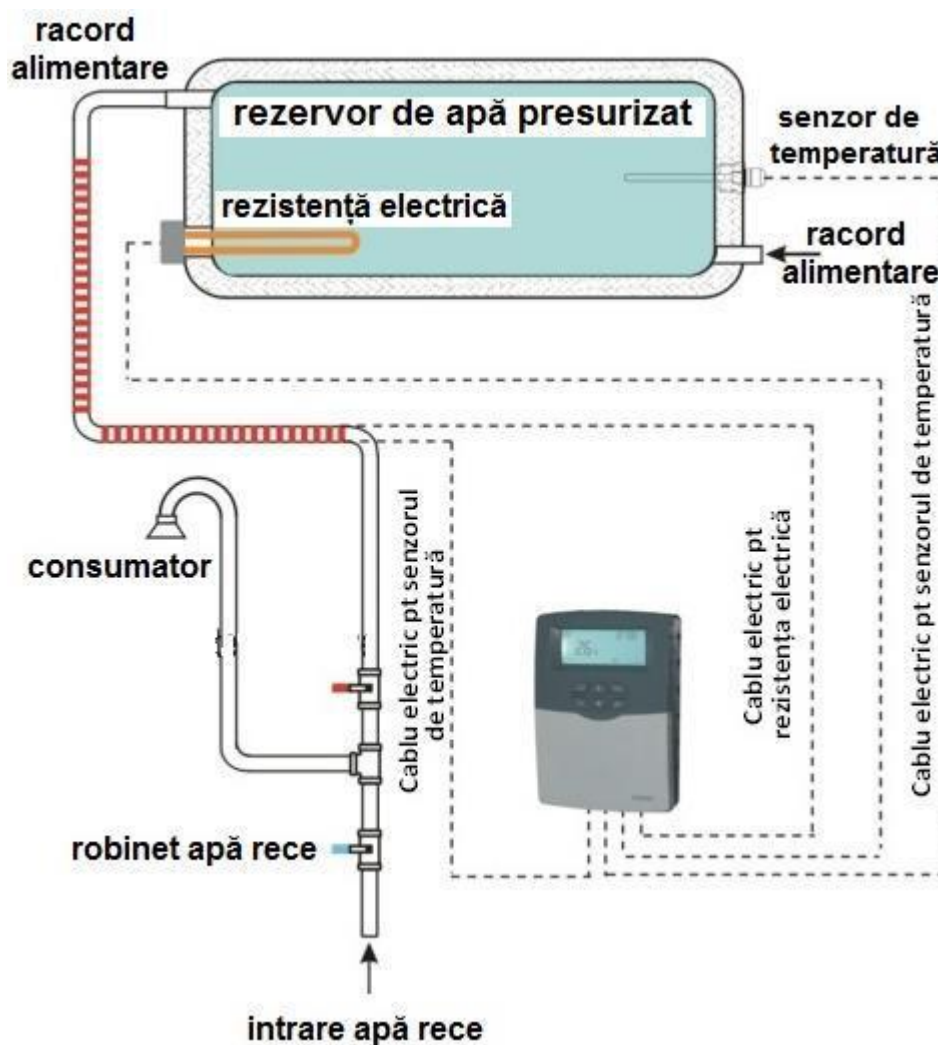 racord
alimentare
rezervor de apă presurizat
senzor de
temperatură
rezistență electrică
racord
alimentare
Cablu electric pt senzorul de temperatură
Cablu electric pt
rezistența electrică
Cablu electric pt senzorul
de temperatură
consumator
robinet apă rece
intrare apă rece